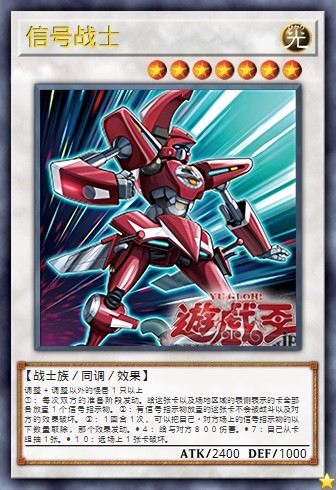 信号战士
光
YU-GI-OH!
遊戯王
【战士族／同调／效果】
调整＋调整以外的怪兽１只以上
①：每次双方的准备阶段发动。给这张卡以及场地区域的表侧表示的卡全部
各放置１个信号指示物。②：有信号指示物放置的这张卡不会被战斗以及对
方的效果破坏。③：１回合１次，可以把自己·对方场上的信号指示物的以
下数量取除，那个效果发动。●４：给与对方８００伤害。●７：自己从卡
组抽１张。●１０：选场上１张卡破坏。
ATK/2400 DEF/1000